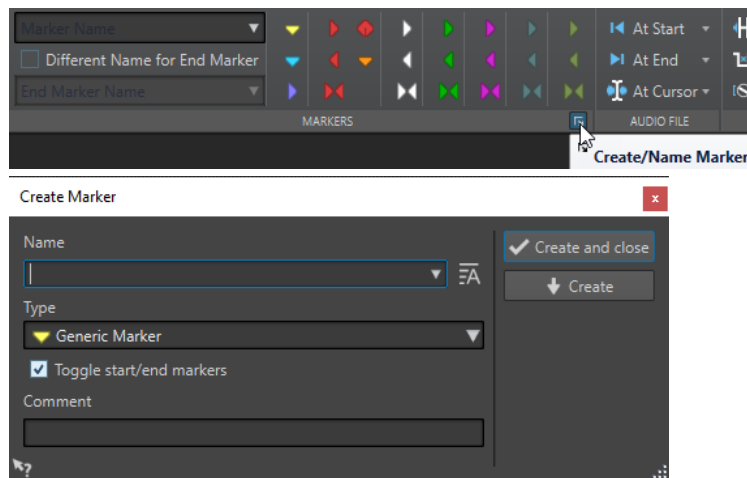 Marker Name
Different Name for End Marker
End Marker Name
MARKERS
At Start
At End
At Cursor
AUDIO FILE
Create/Name Marker
Create Marker
x
Name
A
Create and close
Create
Type
Generic Marker
Toggle start/end markers
Comment
?